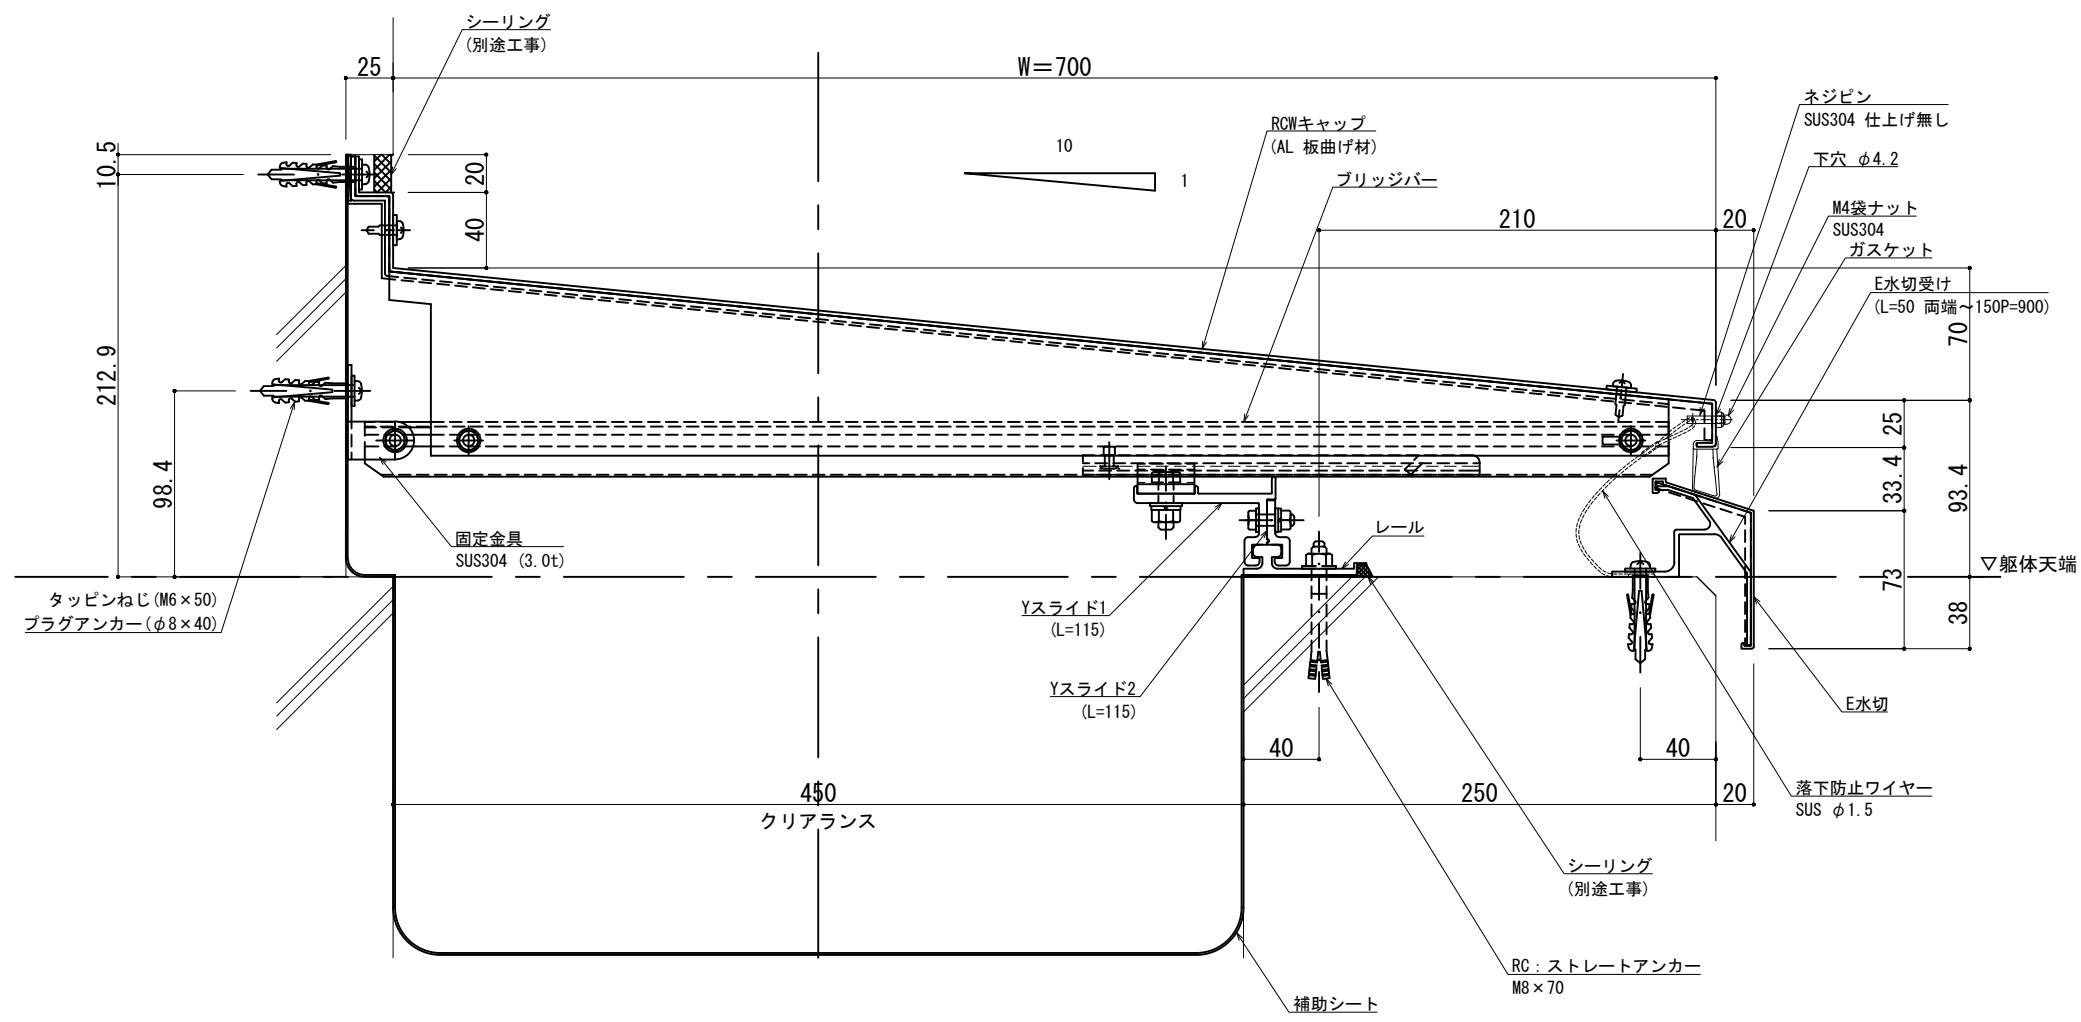 シーリング
(別途工事)
25
W＝700
ネジピン
SUS304 仕上げ無し
RCWキャップ
(AL 板曲げ材)
10
1
下穴 φ4.2
ブリッジバー
10.5
20
40
210
20
M4袋ナット
SUS304
ガスケット
E水切受け
(L=50 両端～150P=900)
70
212.9
98.4
25
33.4
93.4
73
38
固定金具
SUS304 (3.0t)
レール
▽躯体天端
タッピンねじ(M6×50)
プラグアンカー(φ8×40)
Yスライド1
(L=115)
Yスライド2
(L=115)
E水切
40
40
450
クリアランス
250
20
落下防止ワイヤー
SUS φ1.5
シーリング
(別途工事)
RC：ストレートアンカー
M8×70
補助シート